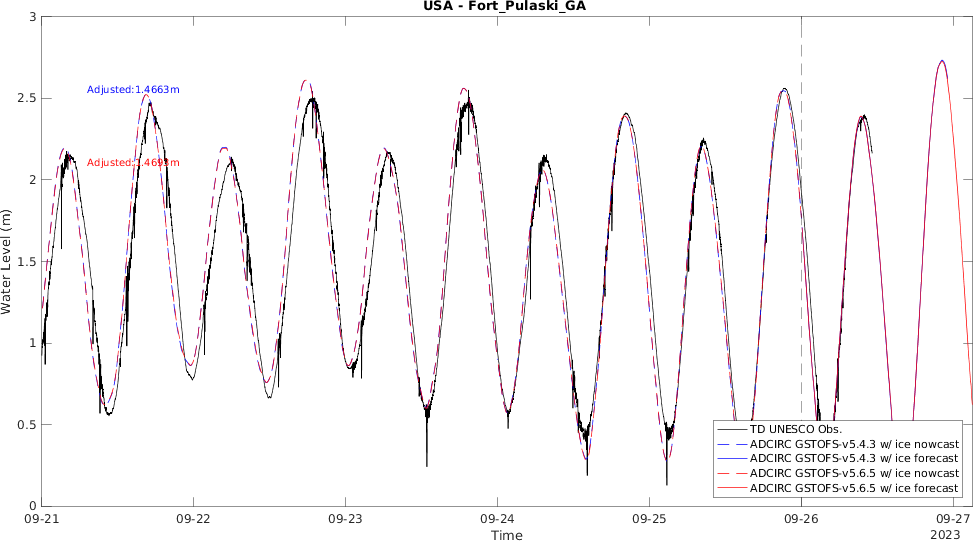 USA - Fort_Pulaski_GA
3
2.5
2
1.5
1
0.5
0
Water Level (m)
Adjusted:1.4663m
Adjusted:1.4693m
TD UNESCO Obs.
ADCIRC GSTOFS-v5.4.3 w/ ice nowcast
ADCIRC GSTOFS-v5.4.3 w/ ice forecast
ADCIRC GSTOFS-v5.6.5 w/ ice nowcast
ADCIRC GSTOFS-v5.6.5 w/ ice forecast
09-21 09-22 09-23 09-24 09-25 09-26 09-27
Time
2023